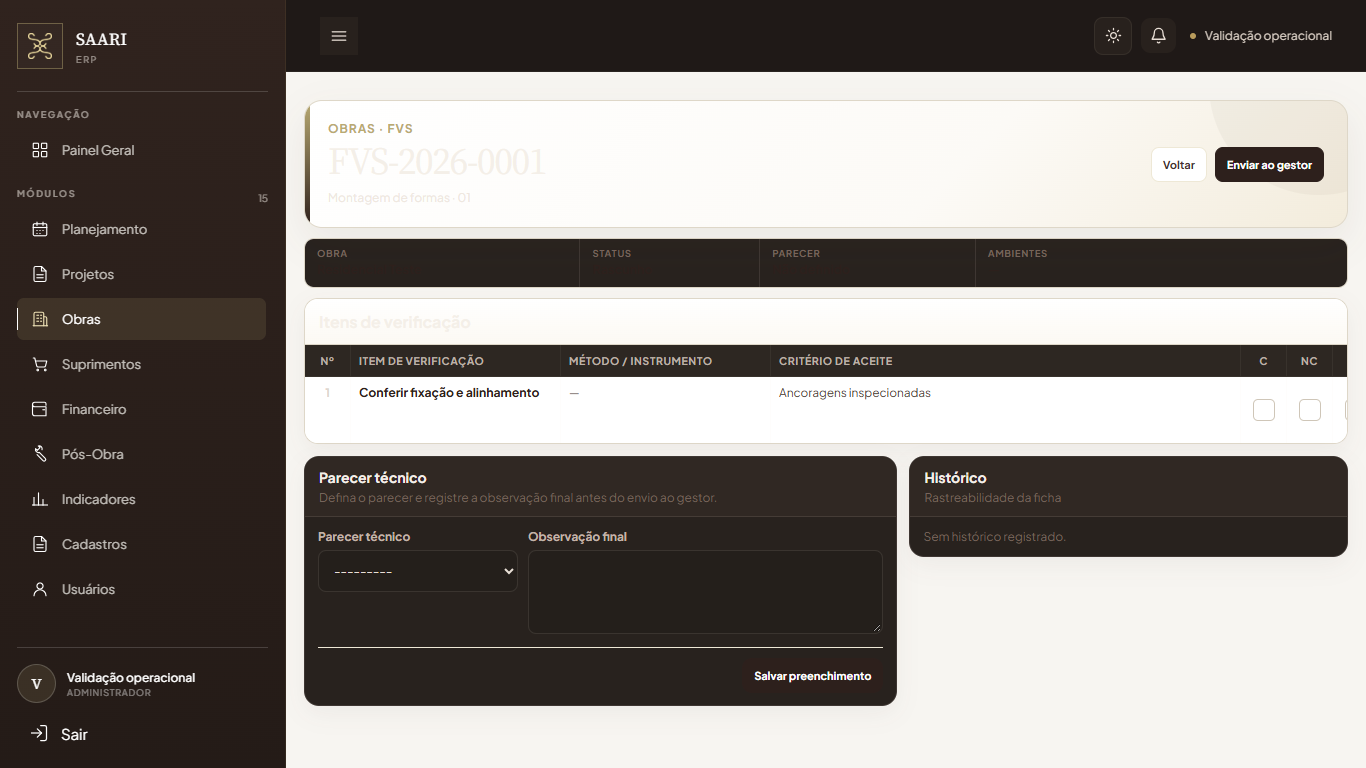 SAARI
ERP
NAVEGAÇÃO
Painel Geral
MÓDULOS 15
Planejamento
Projetos
Obras
Suprimentos
Financeiro
Pós-Obra
Indicadores
Cadastros
Usuários
V
Validação operacional
ADMINISTRADOR
Sair
Validação operacional
OBRAS · FVS
FVS-2026-0001
Montagem de formas · 01
Voltar Enviar ao gestor
OBRA STATUS PARECER AMBIENTES
Itens de verificação
Nº ITEM DE VERIFICAÇÃO MÉTODO / INSTRUMENTO CRITÉRIO DE ACEITE C NC
1 Conferir fixação e alinhamento — Ancoragens inspecionadas
Parecer técnico
Defina o parecer e registre a observação final antes do envio ao gestor.
Parecer técnico Observação final
---------
Salvar preenchimento
Histórico
Rastreabilidade da ficha
Sem histórico registrado.